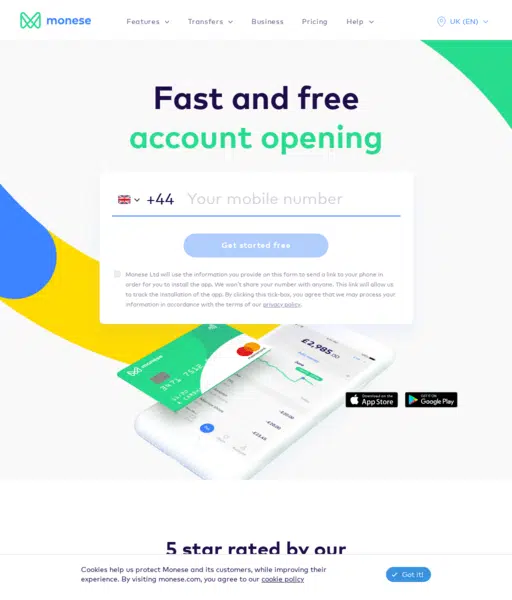 monese
Features
Transfers
Business
Pricing
Help
UK (EN)
Fast and free
account opening
+44
Your mobile number
Get started free
Monese Ltd will use the information you provide on this form to send a link to your phone in
order for you to install the app. We won't share your number with anyone. This link will allow
us to track the installation of the app. By clicking this tick-box, you agree that we may process your
information in accordance with the terms of our privacy policy.
monese
£2,985.00
Download on the
App Store
GET IT ON
Google Play
5 star rated by our
Cookies help us protect Monese and its customers, while improving their
experience. By visiting monese.com, you agree to our cookie policy
Got it!